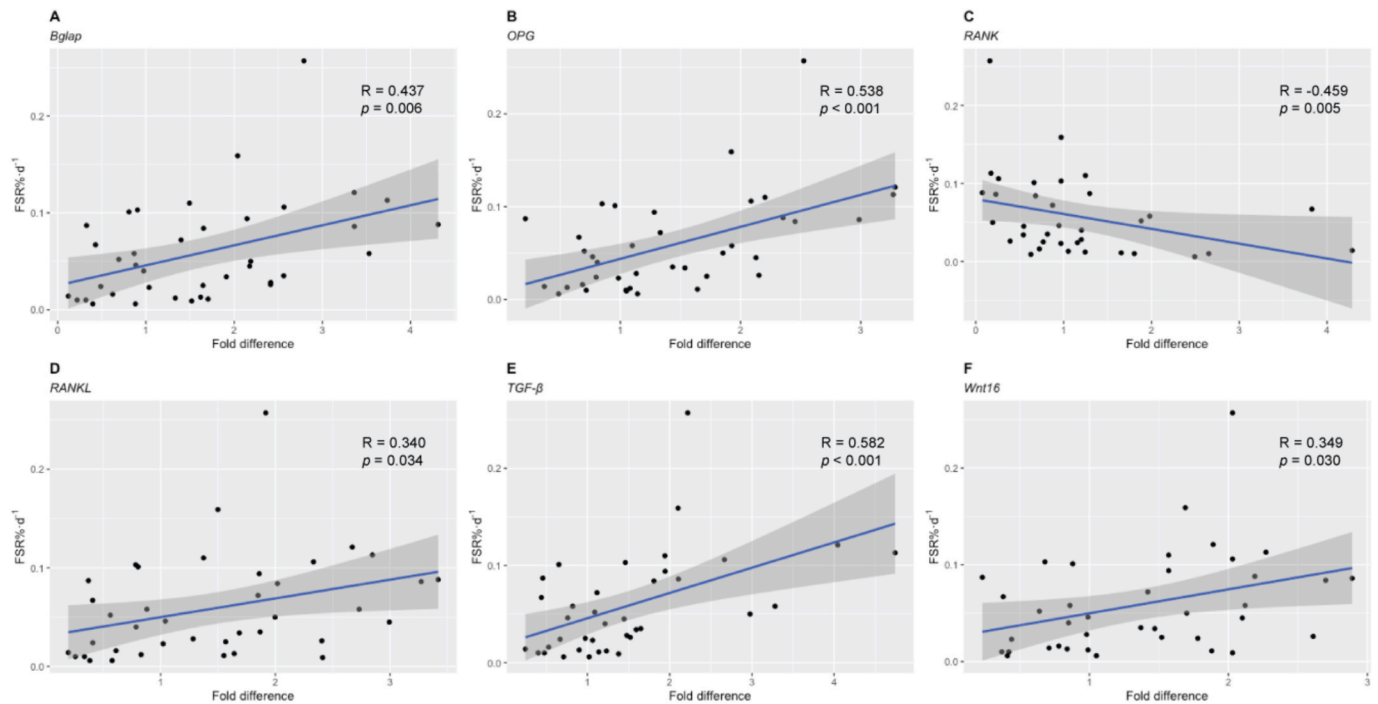 A
Bglap
R = 0.437
p = 0.006
FSR%·d⁻¹
0.2
0.1
0.0
0 1 2 3 4
Fold difference
B
OPG
R = 0.538
p < 0.001
FSR%·d⁻¹
0.2
0.1
0.0
1 2 3
Fold difference
C
RANK
R = -0.459
p = 0.005
FSR%·d⁻¹
0.2
0.1
0.0
0 1 2 3 4
Fold difference
D
RANKL
R = 0.340
p = 0.034
FSR%·d⁻¹
0.2
0.1
0.0
1 2 3
Fold difference
E
TGF-β
R = 0.582
p < 0.001
FSR%·d⁻¹
0.2
0.1
0.0
1 2 3 4
Fold difference
F
Wnt16
R = 0.349
p = 0.030
FSR%·d⁻¹
0.2
0.1
0.0
1 2 3
Fold difference